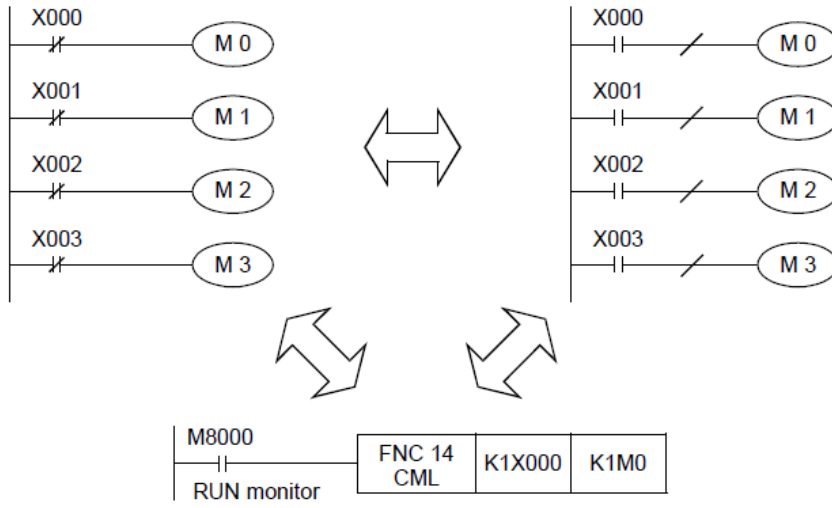 X000
M 0
X001
M 1
X002
M 2
X003
M 3
X000
M 0
X001
M 1
X002
M 2
X003
M 3
M8000
RUN monitor
FNC 14
CML
K1X000
K1M0